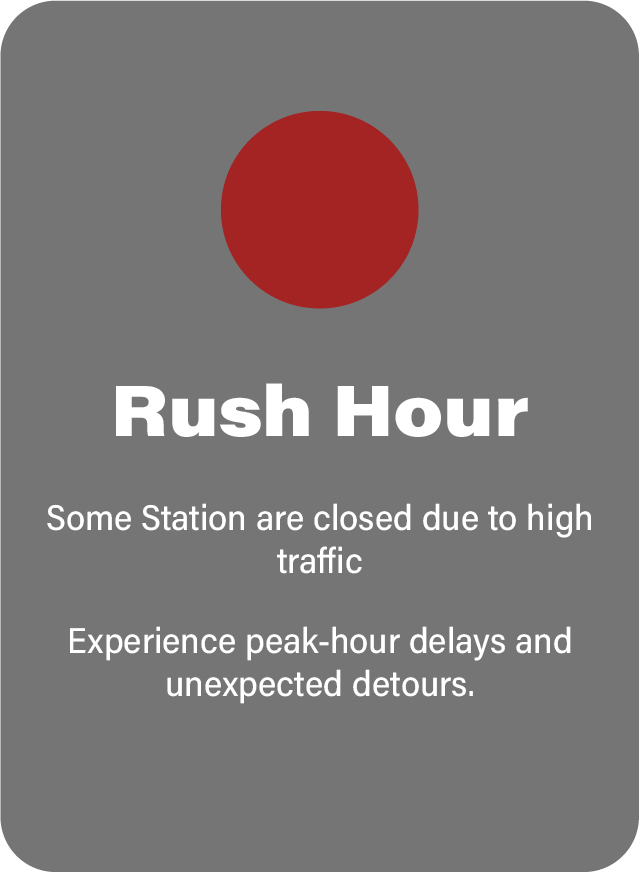 Rush Hour
Some Station are closed due to high
traffic
Experience peak-hour delays and
unexpected detours.